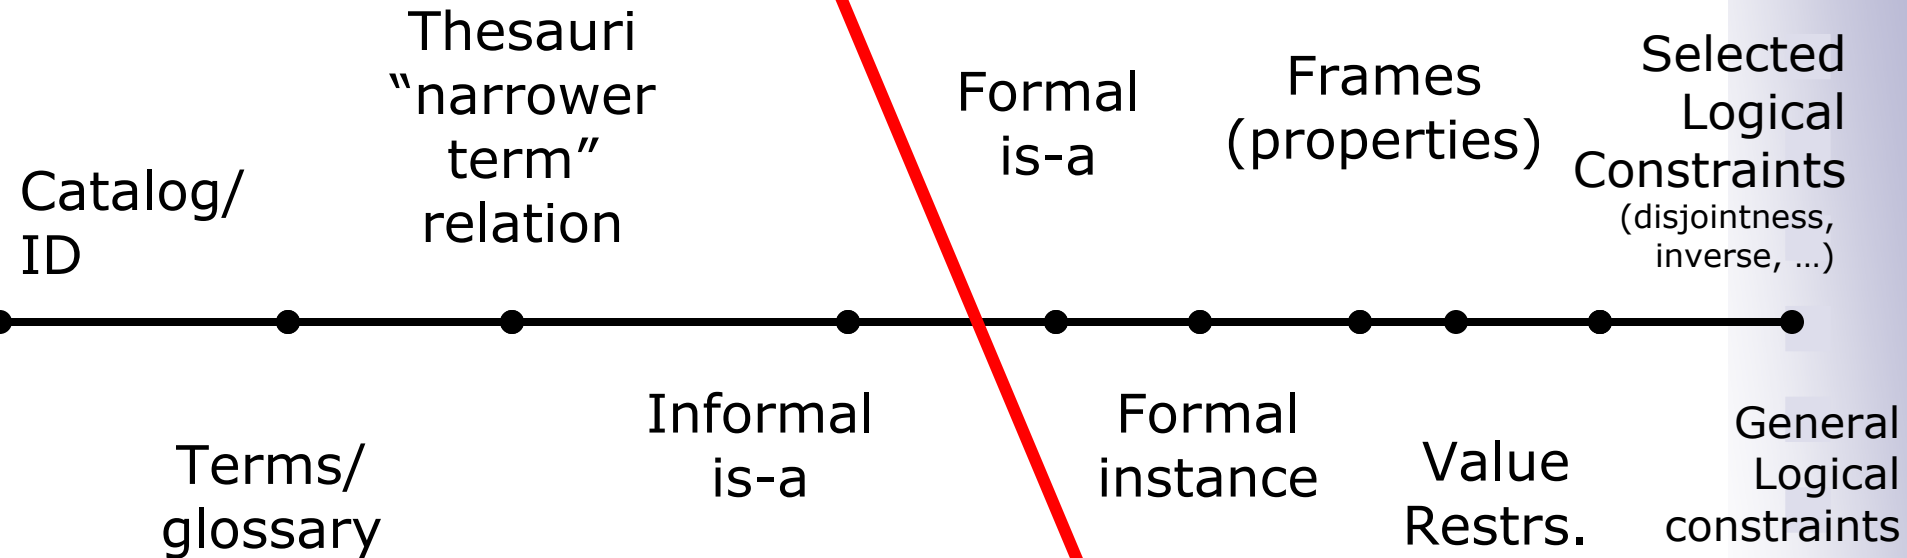 Thesauri
“narrower
term”
relation
Catalog/
ID
Formal
is-a
Frames
(properties)
Selected
Logical
Constraints
(disjointness,
inverse, …)
Terms/
glossary
Informal
is-a
Formal
instance
Value
Restrs.
General
Logical
constraints